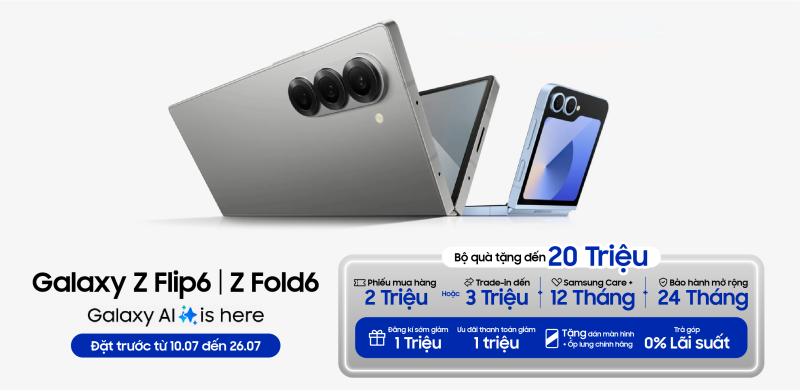 Galaxy Z Flip6 | Z Fold6
Galaxy AI is here
Đặt trước từ 10.07 đến 26.07
Bộ quà tặng đến 20 Triệu
Phiếu mua hàng
2 Triệu
Hoặc
Trade-in đến
3 Triệu
+
Samsung Care+
12 Tháng
+
Bảo hành mở rộng
24 Tháng
Đăng kí sớm giảm
1 Triệu
Ưu đãi thanh toán giảm
1 triệu
Tặng dán màn hình
+ Ốp lưng chính hãng
Trả góp
0% Lãi suất